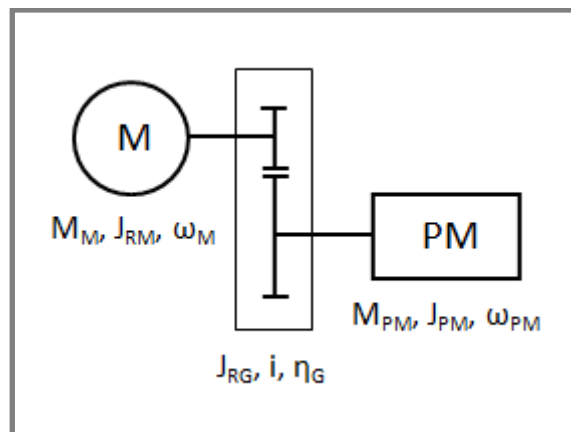 M
M_M, J_RM, ω_M
PM
M_PM, J_PM, ω_PM
J_RG, i, η_G